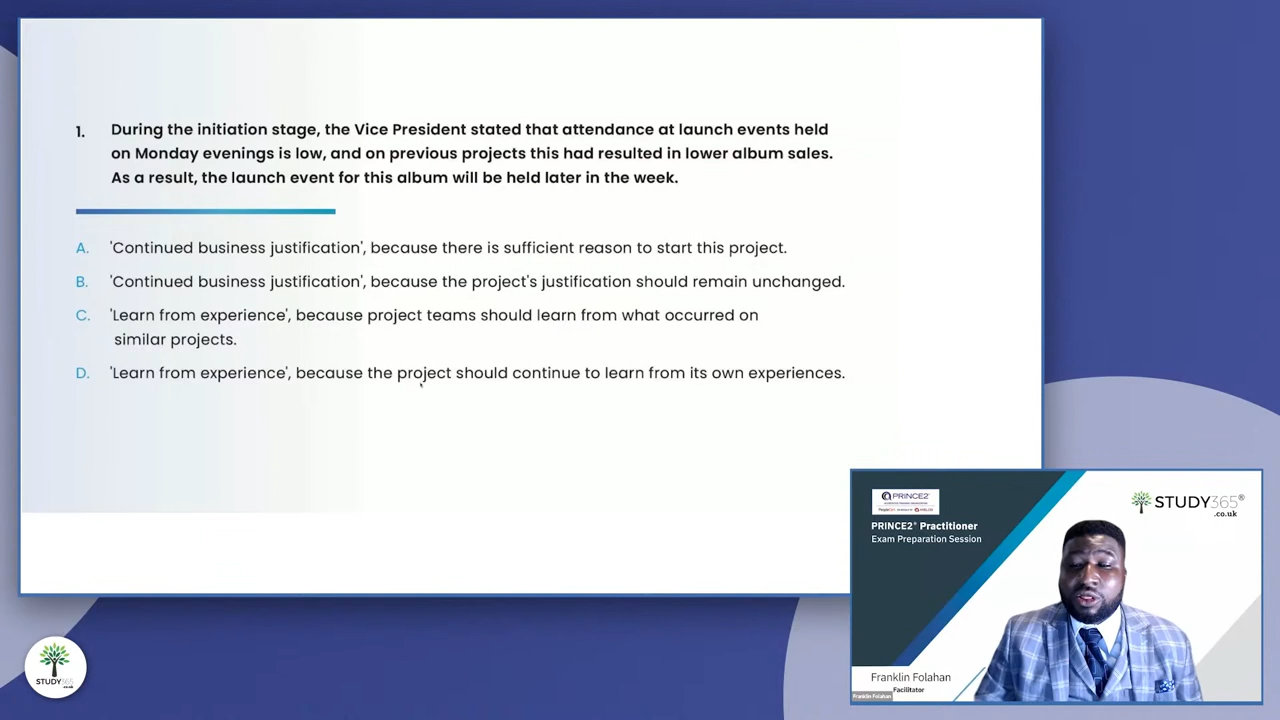 1. During the initiation stage, the Vice President stated that attendance at launch events held
on Monday evenings is low, and on previous projects this had resulted in lower album sales.
As a result, the launch event for this album will be held later in the week.
A. 'Continued business justification', because there is sufficient reason to start this project.
B. 'Continued business justification', because the project's justification should remain unchanged.
C. 'Learn from experience', because project teams should learn from what occurred on
similar projects.
D. 'Learn from experience', because the project should continue to learn from its own experiences.
PRINCE2
PRINCE2® Practitioner
Exam Preparation Session
STUDY365®
.co.uk
Franklin Folahan
Facilitator
Franklin Folahan
STUDY365
.co.uk